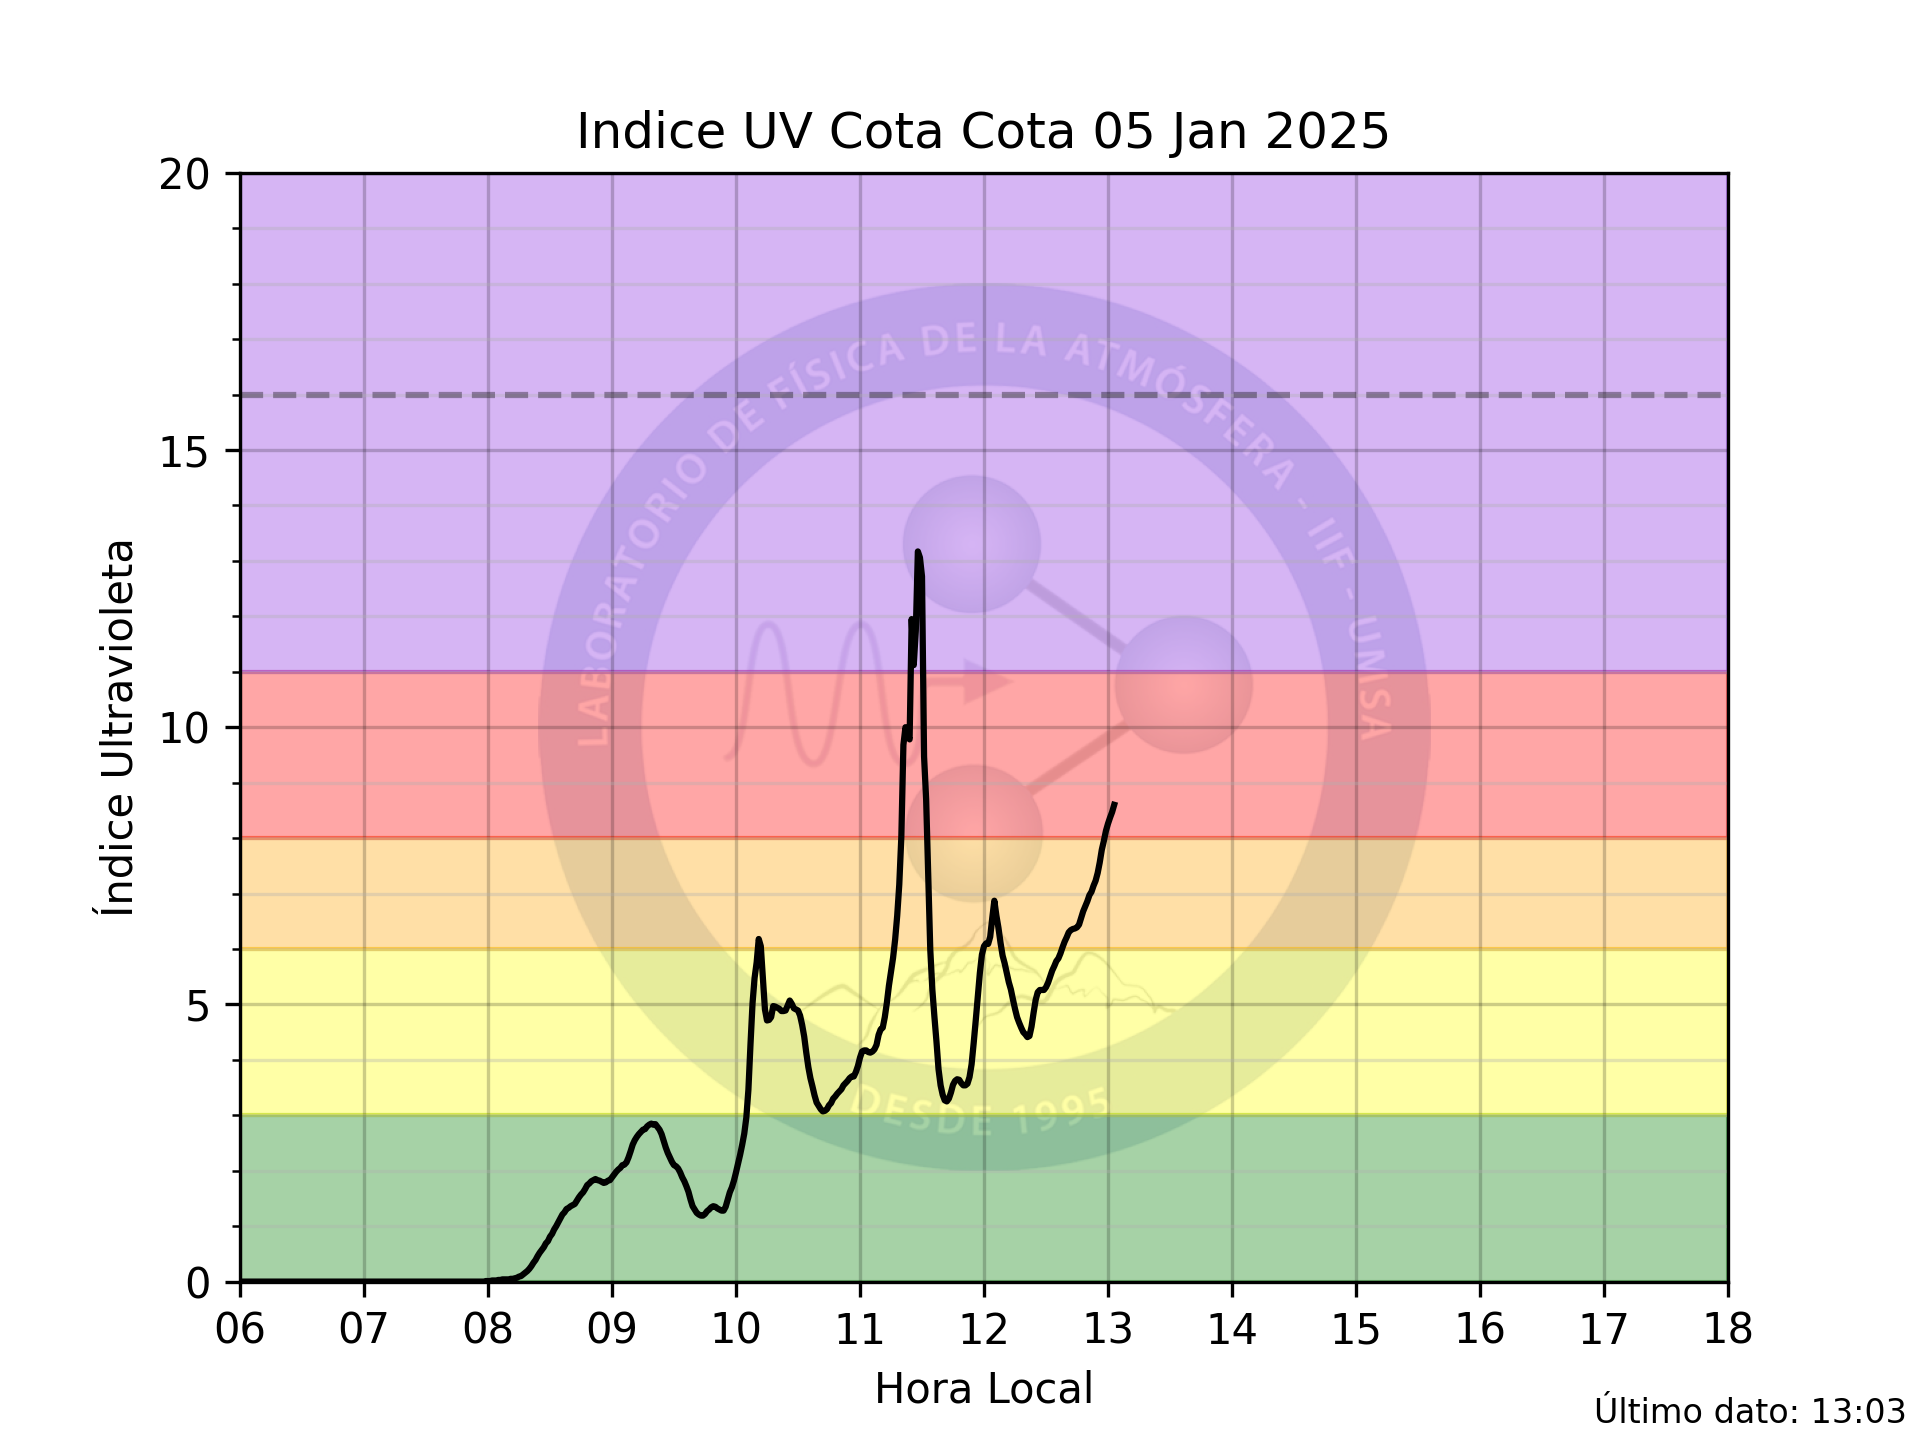 Indice UV Cota Cota 05 Jan 2025
20
15
10
5
0
Índice Ultravioleta
LABORATORIO DE FÍSICA DE LA ATMÓSFERA - IIF - UMSA
DESDE 1995
06 07 08 09 10 11 12 13 14 15 16 17 18
Hora Local
Último dato: 13:03